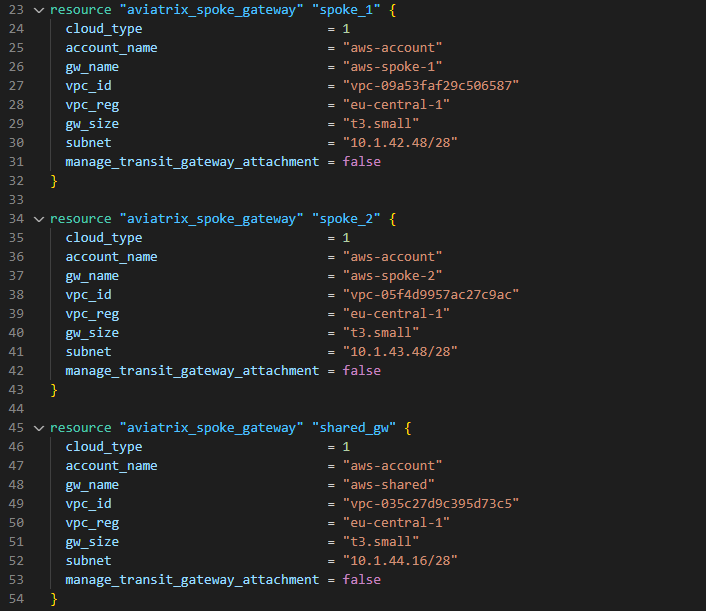 23 resource "aviatrix_spoke_gateway" "spoke_1" {
24   cloud_type                        = 1
25   account_name                      = "aws-account"
26   gw_name                           = "aws-spoke-1"
27   vpc_id                            = "vpc-09a53faf29c506587"
28   vpc_reg                           = "eu-central-1"
29   gw_size                           = "t3.small"
30   subnet                            = "10.1.42.48/28"
31   manage_transit_gateway_attachment = false
32 }
33
34 resource "aviatrix_spoke_gateway" "spoke_2" {
35   cloud_type                        = 1
36   account_name                      = "aws-account"
37   gw_name                           = "aws-spoke-2"
38   vpc_id                            = "vpc-05f4d9957ac27c9ac"
39   vpc_reg                           = "eu-central-1"
40   gw_size                           = "t3.small"
41   subnet                            = "10.1.43.48/28"
42   manage_transit_gateway_attachment = false
43 }
44
45 resource "aviatrix_spoke_gateway" "shared_gw" {
46   cloud_type                        = 1
47   account_name                      = "aws-account"
48   gw_name                           = "aws-shared"
49   vpc_id                            = "vpc-035c27d9c395d73c5"
50   vpc_reg                           = "eu-central-1"
51   gw_size                           = "t3.small"
52   subnet                            = "10.1.44.16/28"
53   manage_transit_gateway_attachment = false
54 }